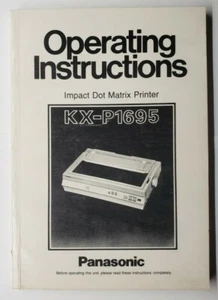 Operating
Instructions
Impact Dot Matrix Printer
KX-P1695
Panasonic
Before operating this unit, please read these instructions completely.